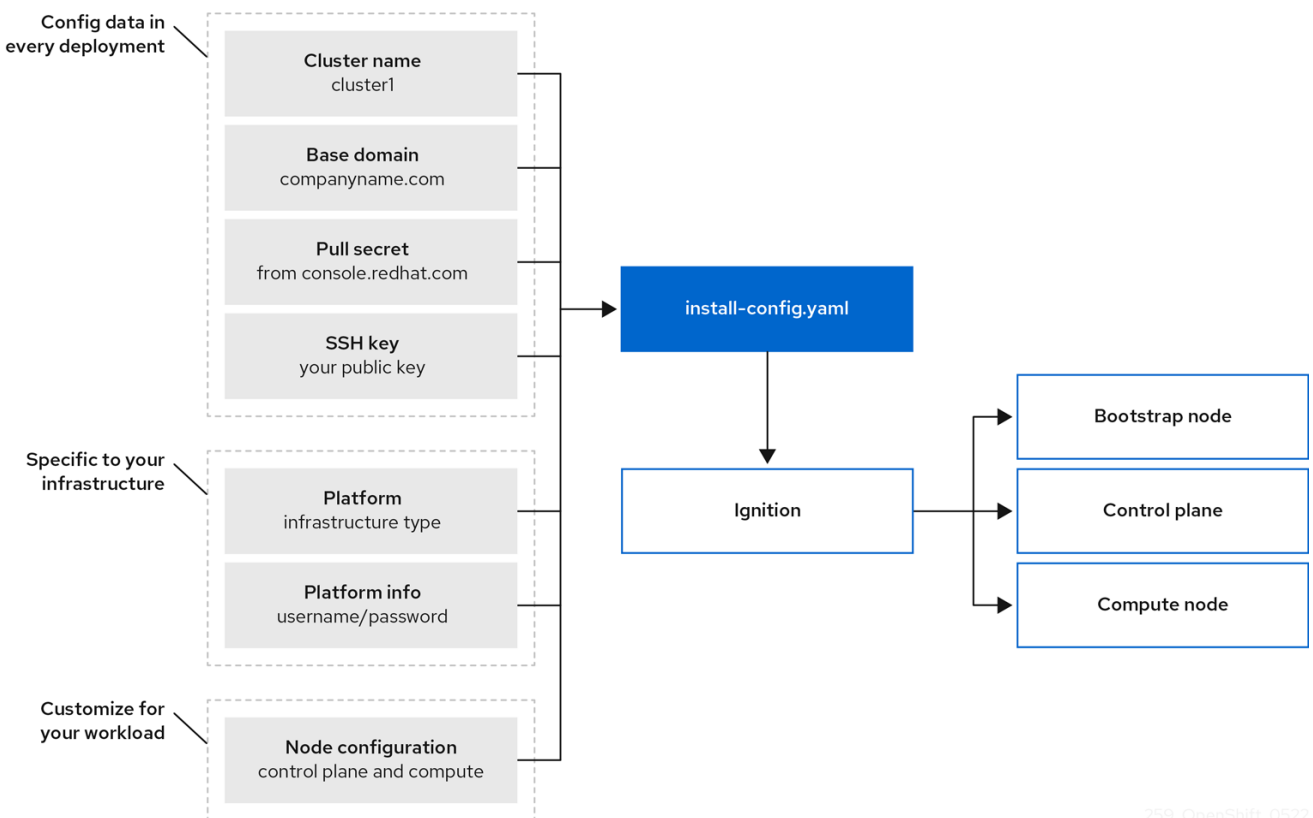 Config data in
every deployment
Cluster name
cluster1
Base domain
companyname.com
Pull secret
from console.redhat.com
SSH key
your public key
Specific to your
infrastructure
Platform
infrastructure type
Platform info
username/password
Customize for
your workload
Node configuration
control plane and compute
install-config.yaml
Ignition
Bootstrap node
Control plane
Compute node
259_OpenShift_0522